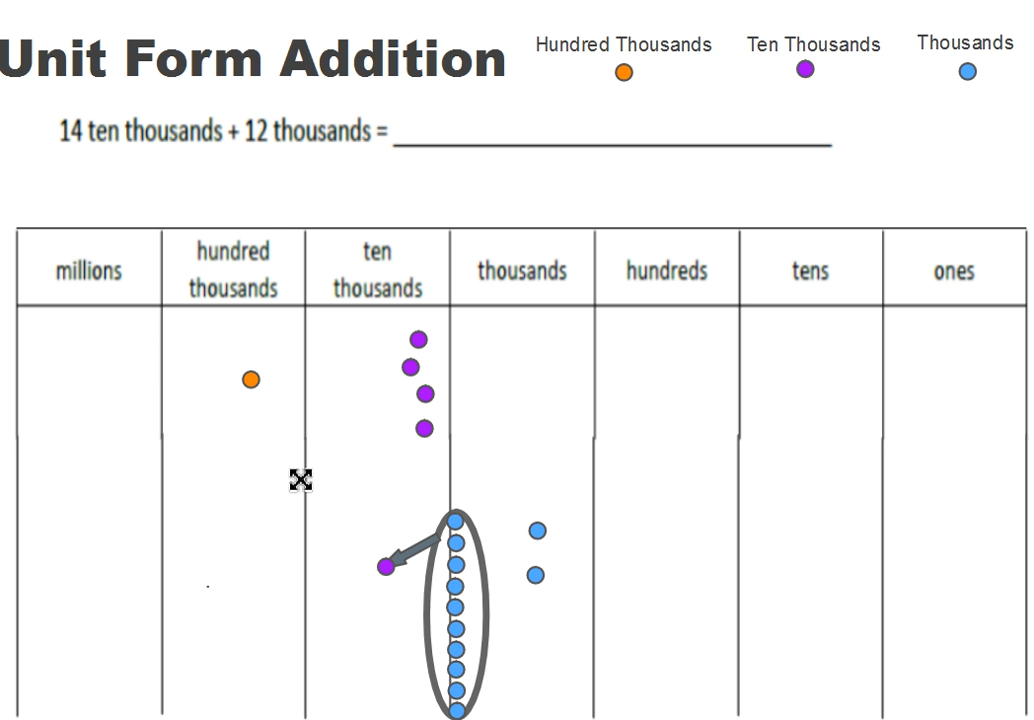 Unit Form Addition
Hundred Thousands
Ten Thousands
Thousands
14 ten thousands + 12 thousands = ______________
millions
hundred
thousands
ten
thousands
thousands
hundreds
tens
ones